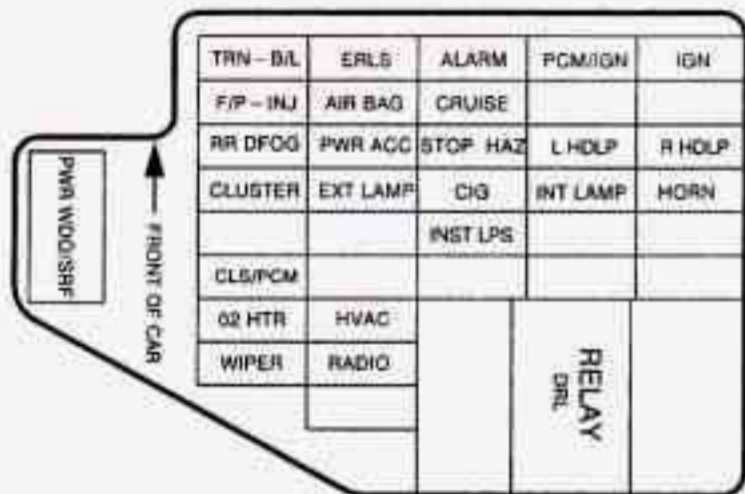 TRN - B/L ERLS ALARM PCM/IGN IGN
F/P - INJ AIR BAG CRUISE
RR DFOG PWR ACC STOP HAZ L HDLP R HDLP
CLUSTER EXT LAMP CIG INT LAMP HORN
INST LPS
CLS/PCM
02 HTR HVAC
WIPER RADIO
RELAY
DRL
PWR WDO/SRF
FRONT OF CAR